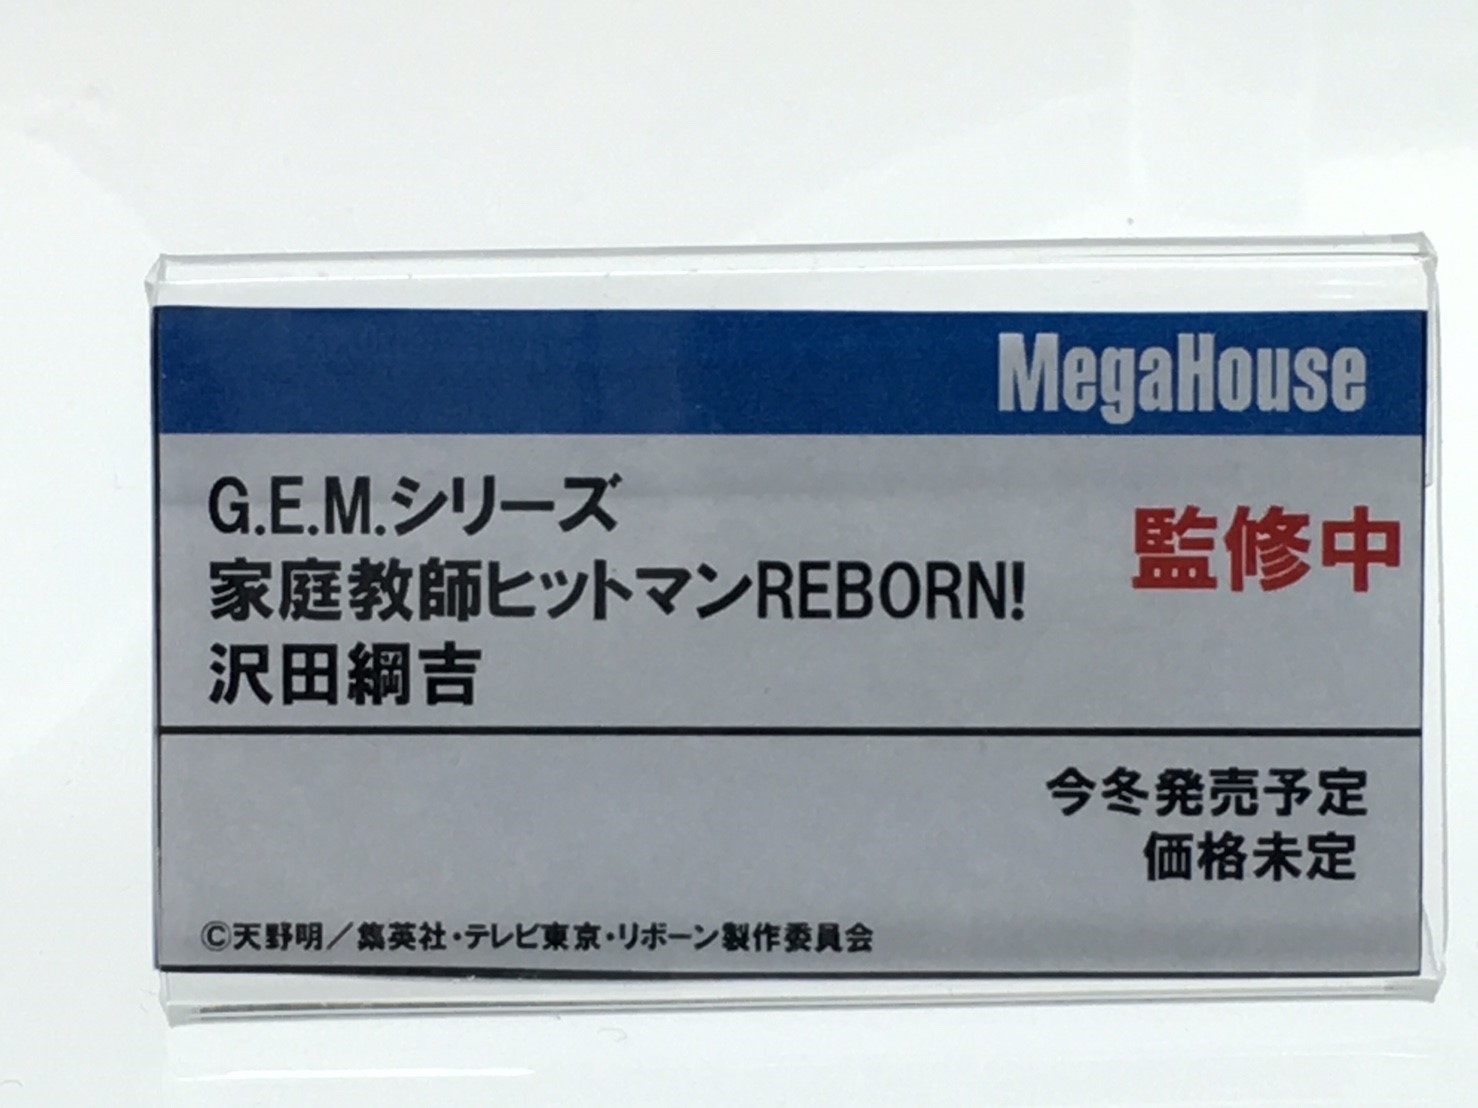 MegaHouse
G.E.M.シリーズ
家庭教師ヒットマンREBORN!
沢田綱吉
監修中
今冬発売予定
価格未定
©天野明／集英社・テレビ東京・リボーン製作委員会